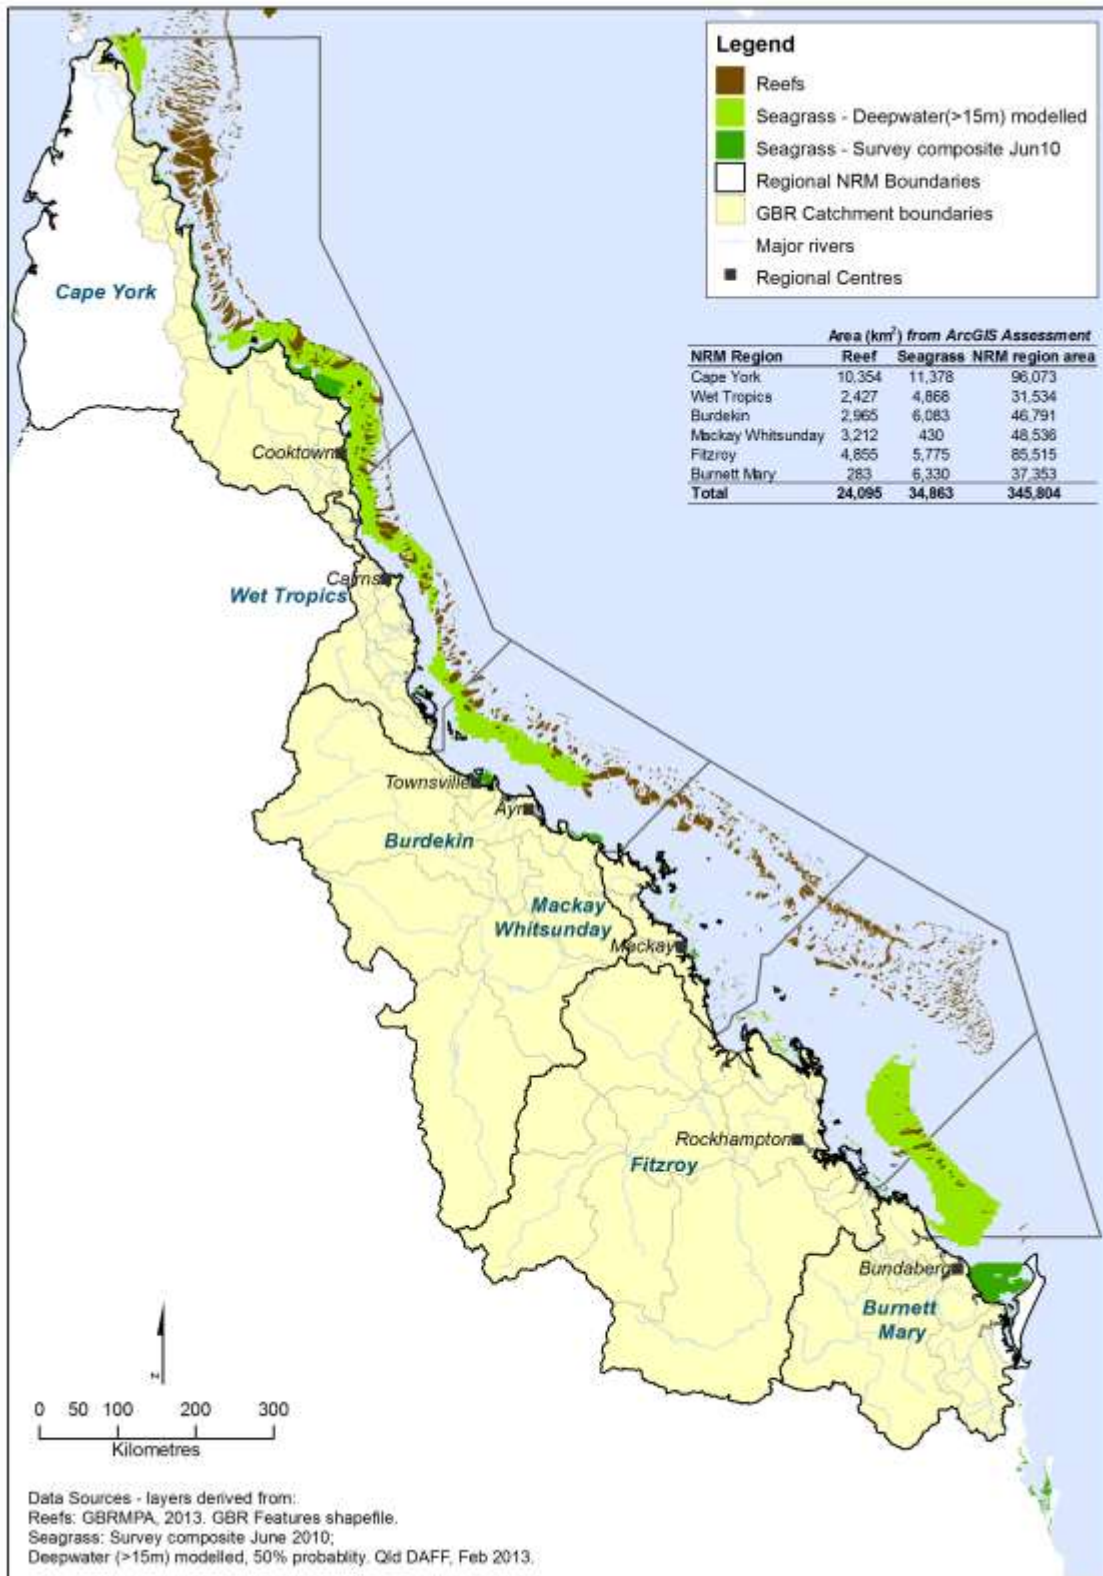 Legend
Reefs
Seagrass - Deepwater(>15m) modelled
Seagrass - Survey composite Jun10
Regional NRM Boundaries
GBR Catchment boundaries
Major rivers
Regional Centres
Area (km²) from ArcGIS Assessment
NRM Region Reef Seagrass NRM region area
Cape York 10,354 11,378 96,073
Wet Tropics 2,427 4,868 31,534
Burdekin 2,965 6,083 46,791
Mackay Whitsunday 3,212 430 48,536
Fitzroy 4,855 5,775 85,515
Burnett Mary 283 6,330 37,353
Total 24,095 34,863 345,804
Cape York
Cooktown
Cairns
Wet Tropics
Townsville
Ayr
Burdekin
Mackay
Whitsunday
Mackay
Rockhampton
Fitzroy
Bundaberg
Burnett
Mary
z
0 50 100 200 300
Kilometres
Data Sources - layers derived from:
Reefs: GBRMPA, 2013. GBR Features shapefile.
Seagrass: Survey composite June 2010;
Deepwater (>15m) modelled, 50% probablity. Qld DAFF, Feb 2013.